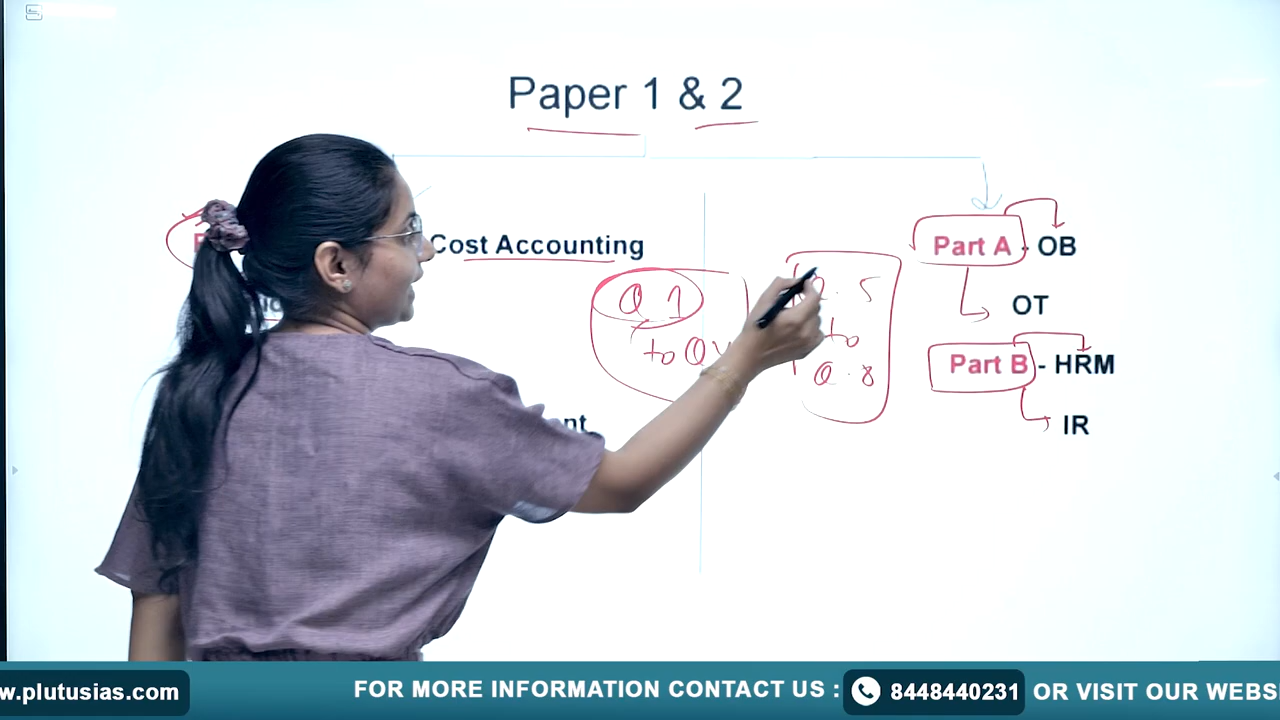 Paper 1 & 2
Cost Accounting
Q 1
to Q
Q. 5
to
Q. 8
Part A - OB
OT
Part B - HRM
IR
w.plutusias.com
FOR MORE INFORMATION CONTACT US :
8448440231
OR VISIT OUR WEBS